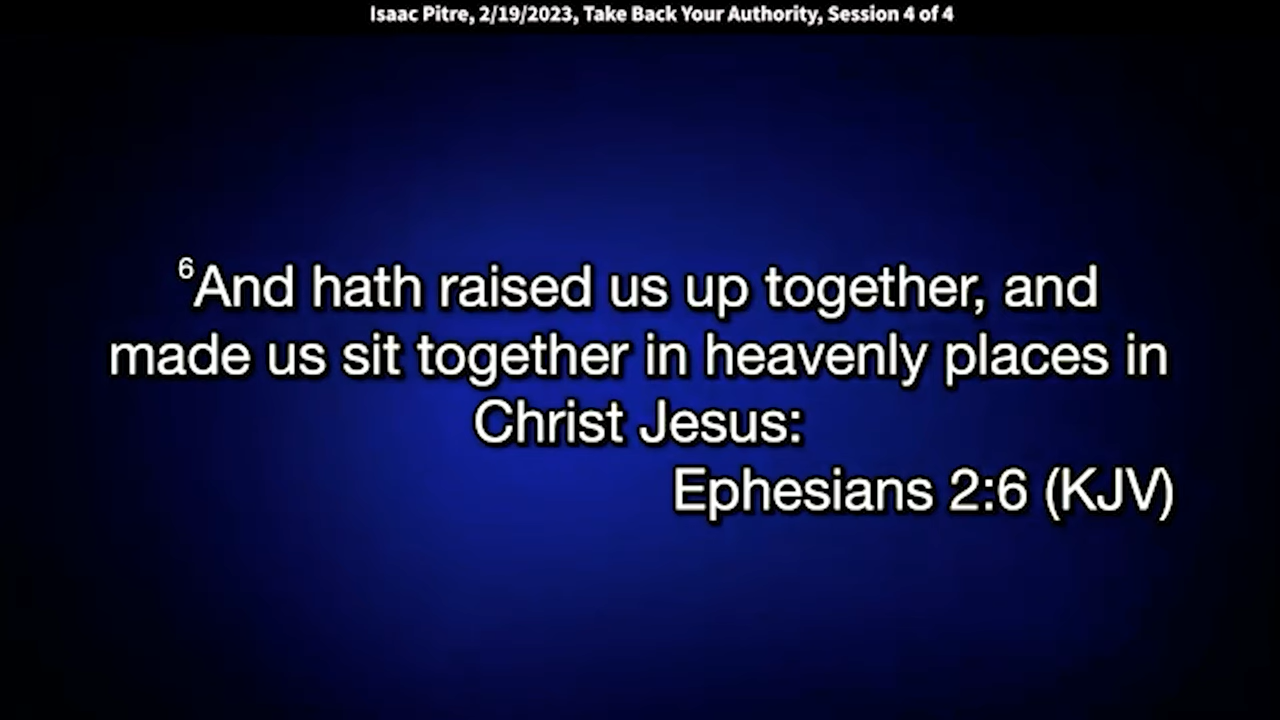 Isaac Pitre, 2/19/2023, Take Back Your Authority, Session 4 of 4
6And hath raised us up together, and
made us sit together in heavenly places in
Christ Jesus:
Ephesians 2:6 (KJV)